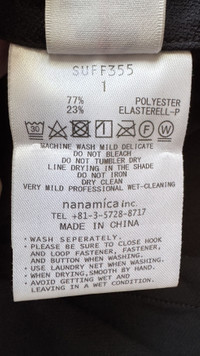 SUFF355
1
77% POLYESTER
23% ELASTERELL-P
30 1 F W
MACHINE WASH MILD DELICATE
DO NOT BLEACH
DO NOT TUMBLER DRY
LINE DRYING IN THE SHADE
DO NOT IRON
DRY CLEAN
VERY MILD PROFESSIONAL WET-CLEANING
nanamica inc.
TEL +81-3-5728-8717
MADE IN CHINA
・WASH SEPERATELY.
・PLEASE BE SURE TO CLOSE HOOK
AND LOOP FASTENER, FASTENER,
AND BUTTON WHEN WASHING.
・USE LAUNDRY NET WHEN WASHING.
・WHEN DRYING,SMOOTH BY HAND.
・AVOID GETTING WET AND
LEAVING IN A WET CONDITION.